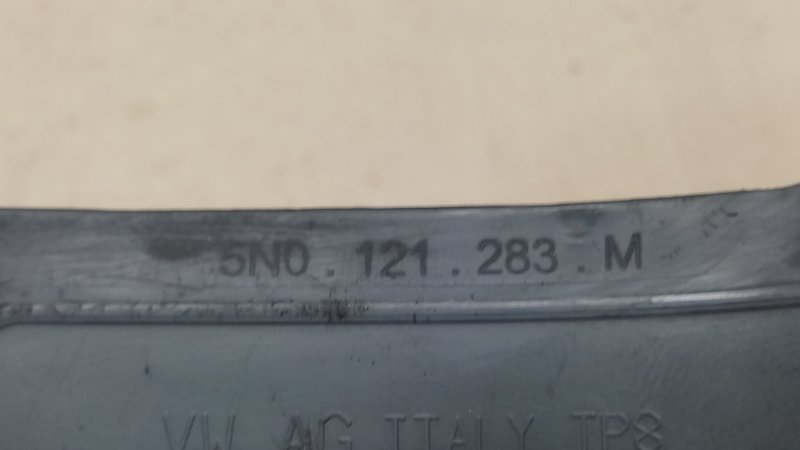 5N0 . 121 . 283 . M
VW AG ITALY TP8